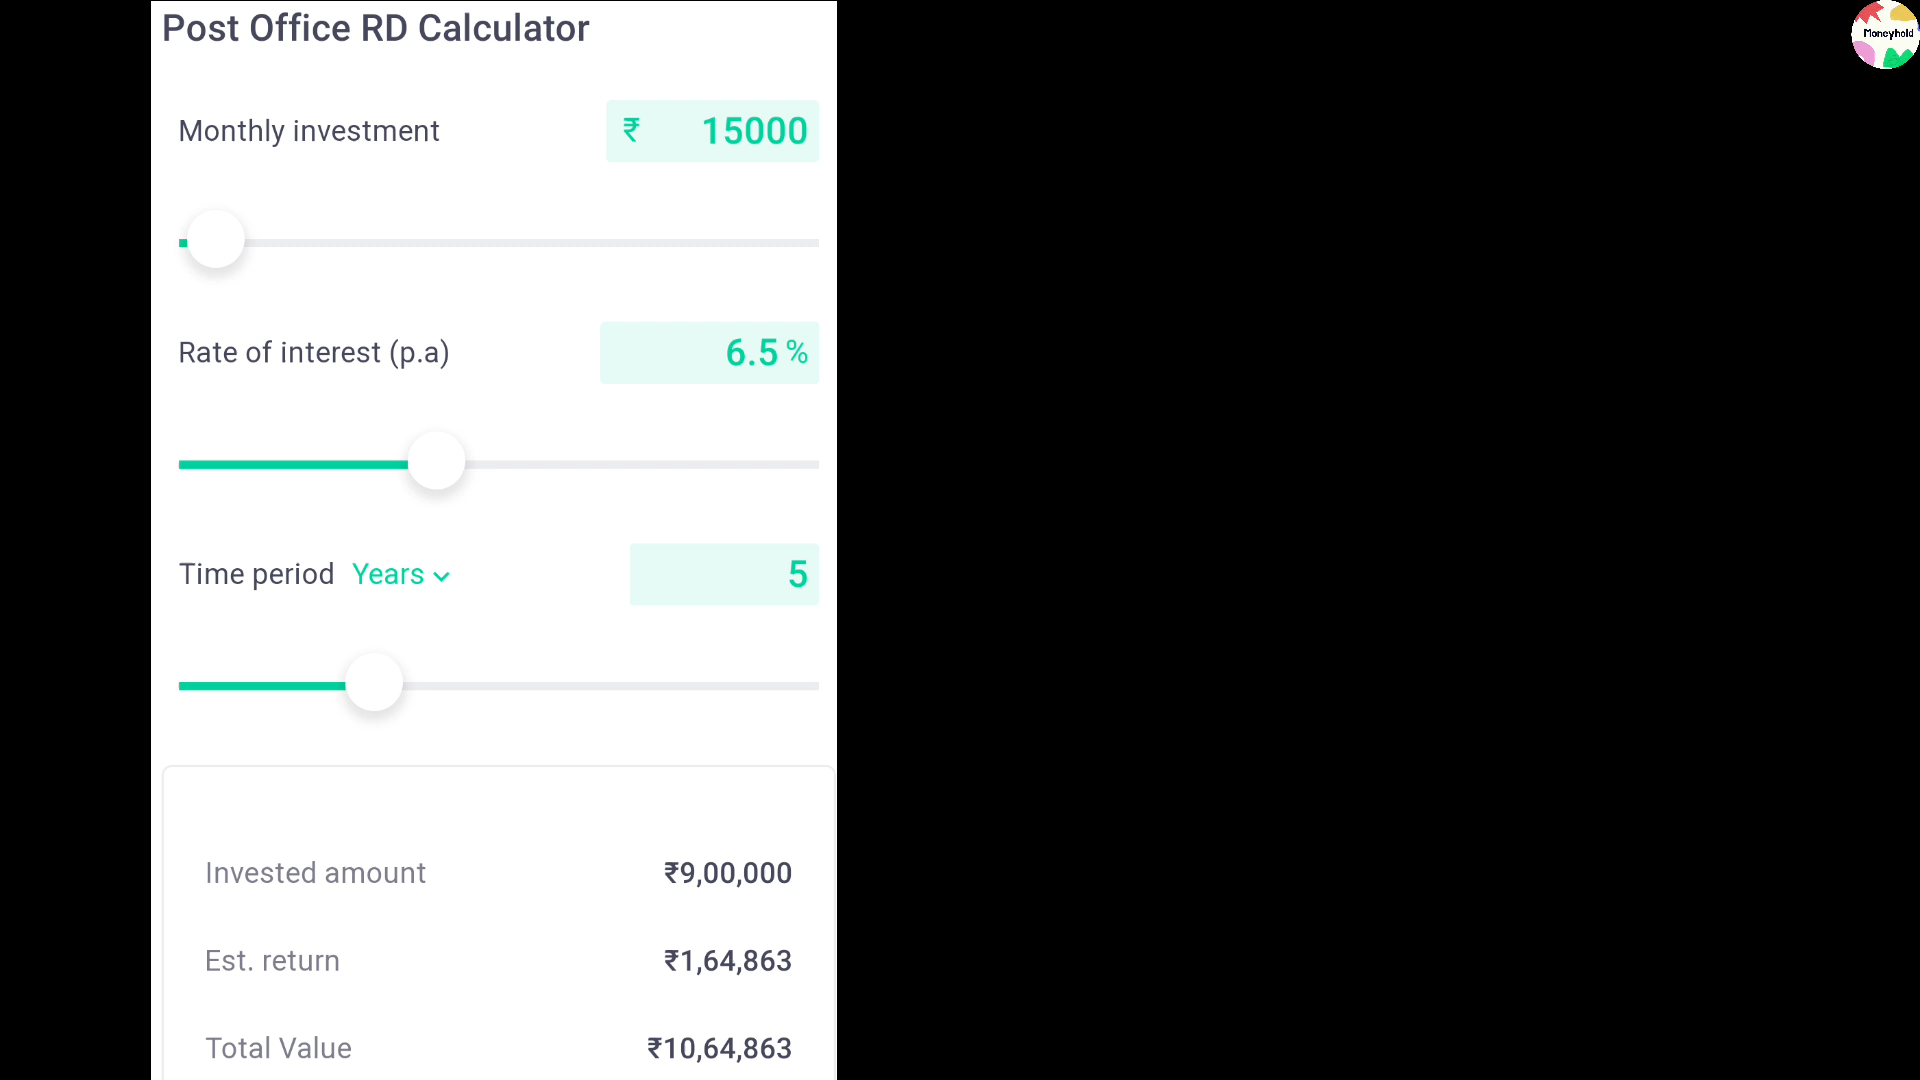 Post Office RD Calculator
Moneyhold
Monthly investment ₹ 15000
Rate of interest (p.a) 6.5 %
Time period Years 5
Invested amount ₹9,00,000
Est. return ₹1,64,863
Total Value ₹10,64,863